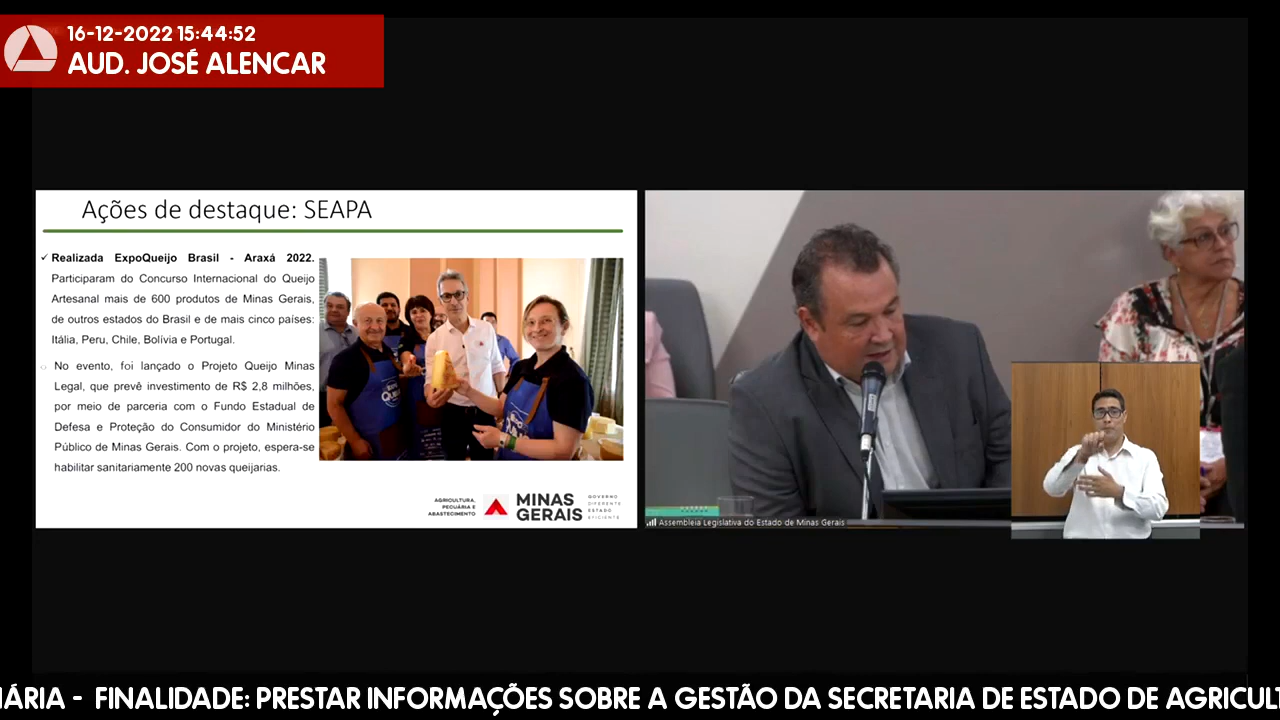 16-12-2022 15:44:52
AUD. JOSÉ ALENCAR
Ações de destaque: SEAPA
✓ Realizada ExpoQueijo Brasil - Araxá 2022.
Participaram do Concurso Internacional do Queijo
Artesanal mais de 600 produtos de Minas Gerais,
de outros estados do Brasil e de mais cinco países:
Itália, Peru, Chile, Bolívia e Portugal.
No evento, foi lançado o Projeto Queijo Minas
Legal, que prevê investimento de R$ 2,8 milhões,
por meio de parceria com o Fundo Estadual de
Defesa e Proteção do Consumidor do Ministério
Público de Minas Gerais. Com o projeto, espera-se
habilitar sanitariamente 200 novas queijarias.
AGRICULTURA,
PECUÁRIA E
ABASTECIMENTO
MINAS
GERAIS
GOVERNO
DIFERENTE
ESTADO
EFICIENTE
Assembleia Legislativa do Estado de Minas Gerais
NÁRIA - FINALIDADE: PRESTAR INFORMAÇÕES SOBRE A GESTÃO DA SECRETARIA DE ESTADO DE AGRICUL